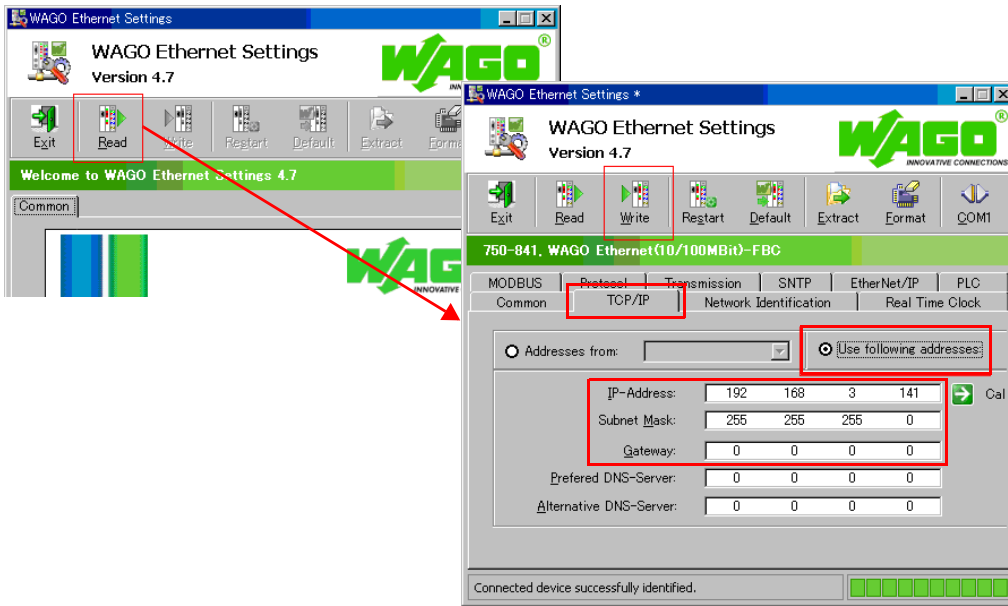 WAGO Ethernet Settings
WAGO Ethernet Settings
Version 4.7
WAGO®
Exit Read Write Restart Default Extract
Welcome to WAGO Ethernet Settings 4.7
Common
INNOVATIVE
WAGO Ethernet Settings *
WAGO Ethernet Settings
Version 4.7
WAGO®
INNOVATIVE CONNECTIONS
Exit Read Write Restart Default Extract Format COM1
750-841, WAGO Ethernet(10/100MBit)-FBC
MODBUS Protocol Transmission SNTP EtherNet/IP PLC
Common TCP/IP Network Identification Real Time Clock
Addresses from: Use following addresses:
IP-Address: 192 168 3 141 Cal
Subnet Mask: 255 255 255 0
Gateway: 0 0 0 0
Prefered DNS-Server: 0 0 0 0
Alternative DNS-Server: 0 0 0 0
Connected device successfully identified.